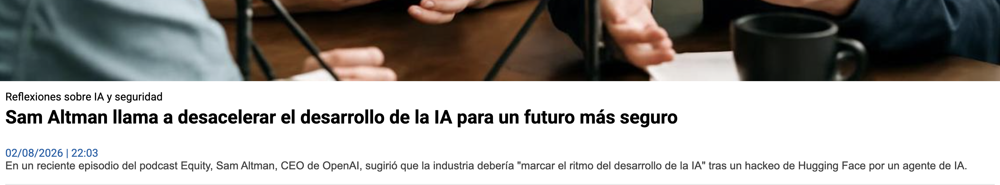 Reflexiones sobre IA y seguridad
Sam Altman llama a desacelerar el desarrollo de la IA para un futuro más seguro
02/08/2026 | 22:03
En un reciente episodio del podcast Equity, Sam Altman, CEO de OpenAI, sugirió que la industria debería "marcar el ritmo del desarrollo de la IA" tras un hackeo de Hugging Face por un agente de IA.